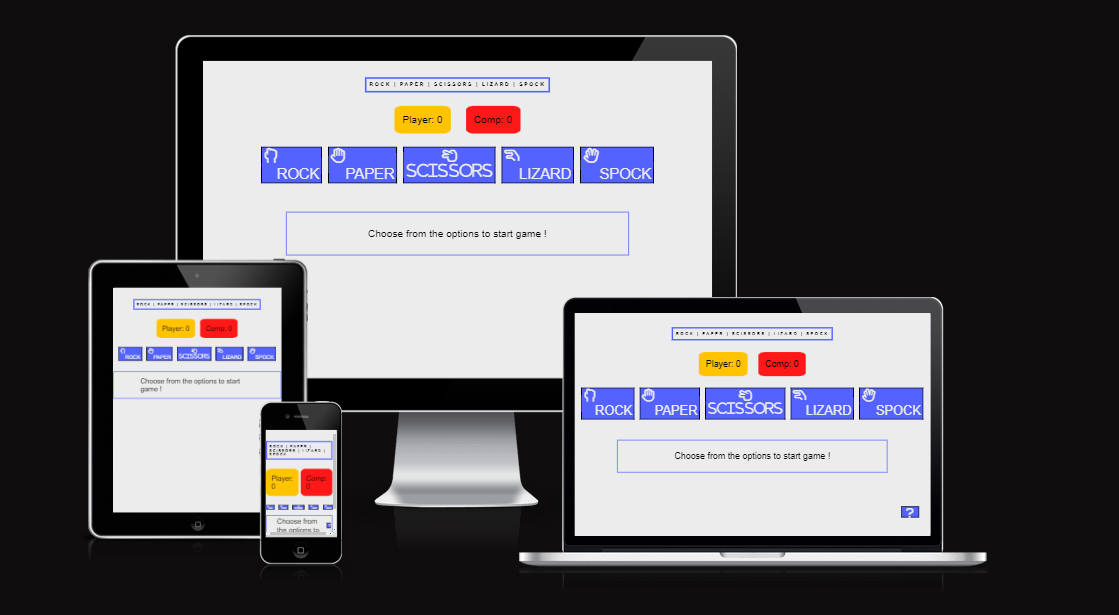 ROCK | PAPER | SCISSORS | LIZARD | SPOCK
Player: 0 Comp: 0
ROCK PAPER SCISSORS LIZARD SPOCK
Choose from the options to start game !
ROCK | PAPER | SCISSORS | LIZARD | SPOCK
Player: 0 Comp: 0
ROCK PAPER SCISSORS LIZARD SPOCK
Choose from the options to start
game !
ROCK | PAPER |
SCISSORS | LIZARD |
SPOCK
Player: Comp:
0 0
Choose from
the options to
ROCK | PAPER | SCISSORS | LIZARD | SPOCK
Player: 0 Comp: 0
ROCK PAPER SCISSORS LIZARD SPOCK
Choose from the options to start game !
?